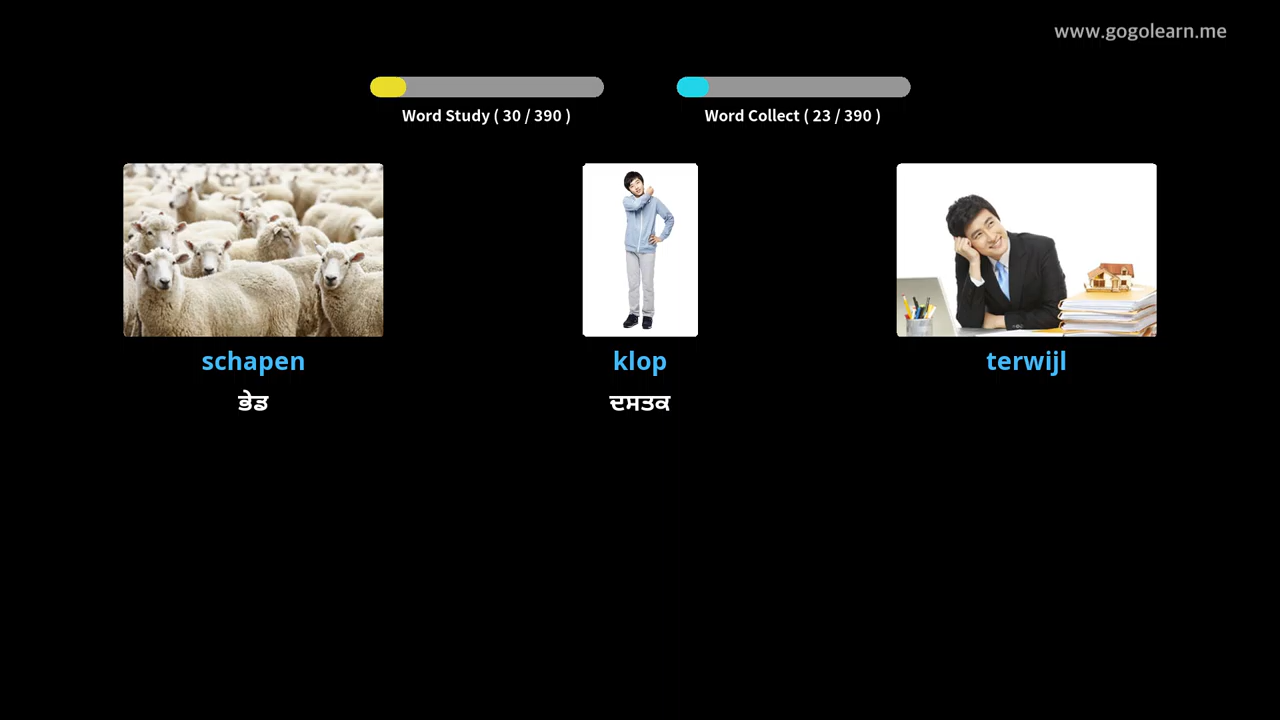 www.gogolearn.me
Word Study ( 30 / 390 )
Word Collect ( 23 / 390 )
schapen
klop
terwijl
ਭੇਡ
ਦਸਤਕ